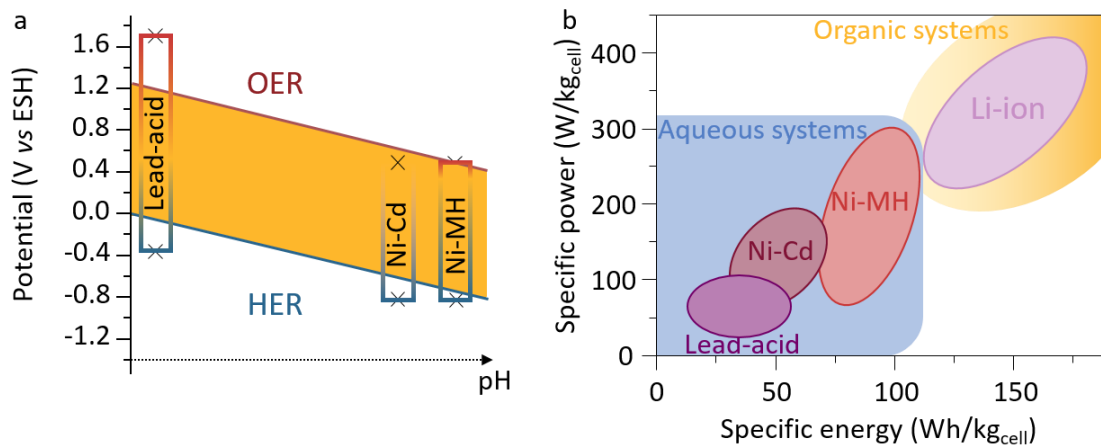 a
Potential (V vs ESH)
1.6
1.2
0.8
0.4
0.0
-0.4
-0.8
-1.2
OER
HER
Lead-acid
Ni-Cd
Ni-MH
pH
b
Specific power (W/kgcell)
400
300
200
100
0
Organic systems
Li-ion
Aqueous systems
Ni-MH
Ni-Cd
Lead-acid
0
50
100
150
Specific energy (Wh/kgcell)